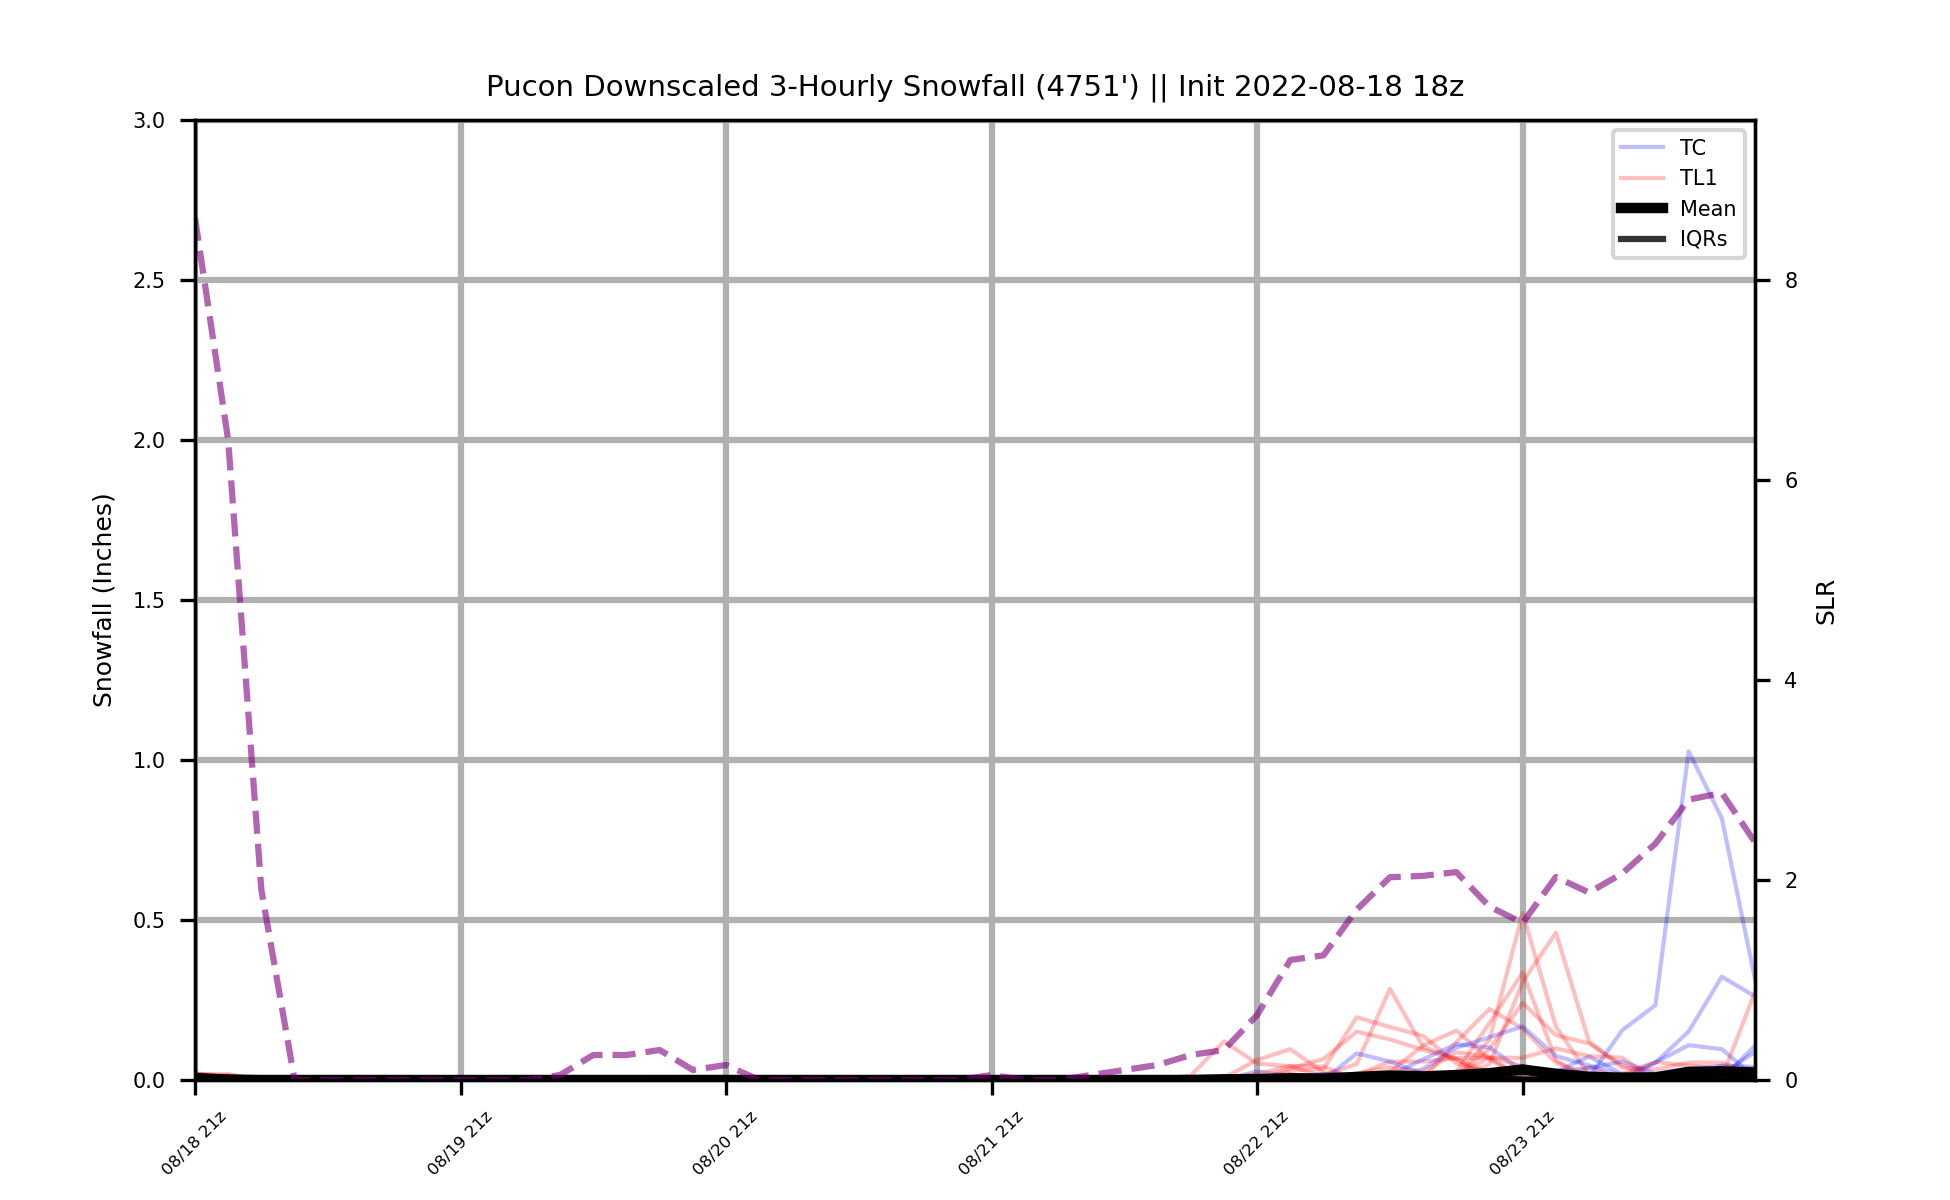 Pucon Downscaled 3-Hourly Snowfall (4751') || Init 2022-08-18 18z
3.0
2.5
2.0
1.5
1.0
0.5
0.0
Snowfall (Inches)
TC
TL1
Mean
IQRs
8
6
4
2
0
SLR
08/18 21z
08/19 21z
08/20 21z
08/21 21z
08/22 21z
08/23 21z